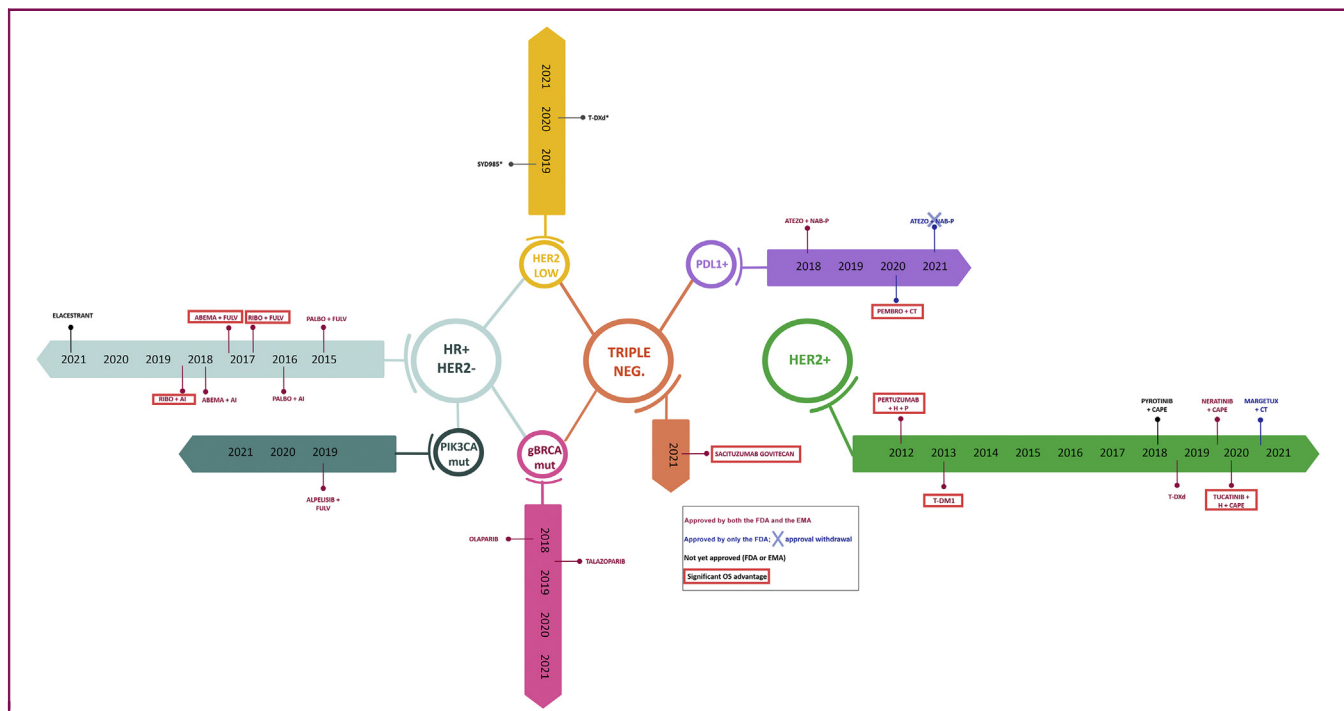 2021
2020
2019
T-DXd*
SYD985*
HER2
LOW
PDL1+
ATEZO + NAB-P
ATEZO + NAB-P
2018 2019 2020 2021
PEMBRO + CT
ELACESTRANT
ABEMA + FULV
RIBO + FULV
PALBO + FULV
2021 2020 2019 2018 2017 2016 2015
RIBO + AI
ABEMA + AI
PALBO + AI
HR+
HER2-
TRIPLE
NEG.
HER2+
PERTUZUMAB
+ H + P
PYROTINIB
+ CAPE
NERATINIB
+ CAPE
MARGETUX
+ CT
2012 2013 2014 2015 2016 2017 2018 2019 2020 2021
T-DM1
T-DXd
TUCATINIB +
H + CAPE
2021 2020 2019
ALPELISIB +
FULV
PIK3CA
mut
gBRCA
mut
2021
SACITUZUMAB GOVITECAN
OLAPARIB
TALAZOPARIB
2018
2019
2020
2021
Approved by both the FDA and the EMA
Approved by only the FDA; X approval withdrawal
Not yet approved (FDA or EMA)
Significant OS advantage